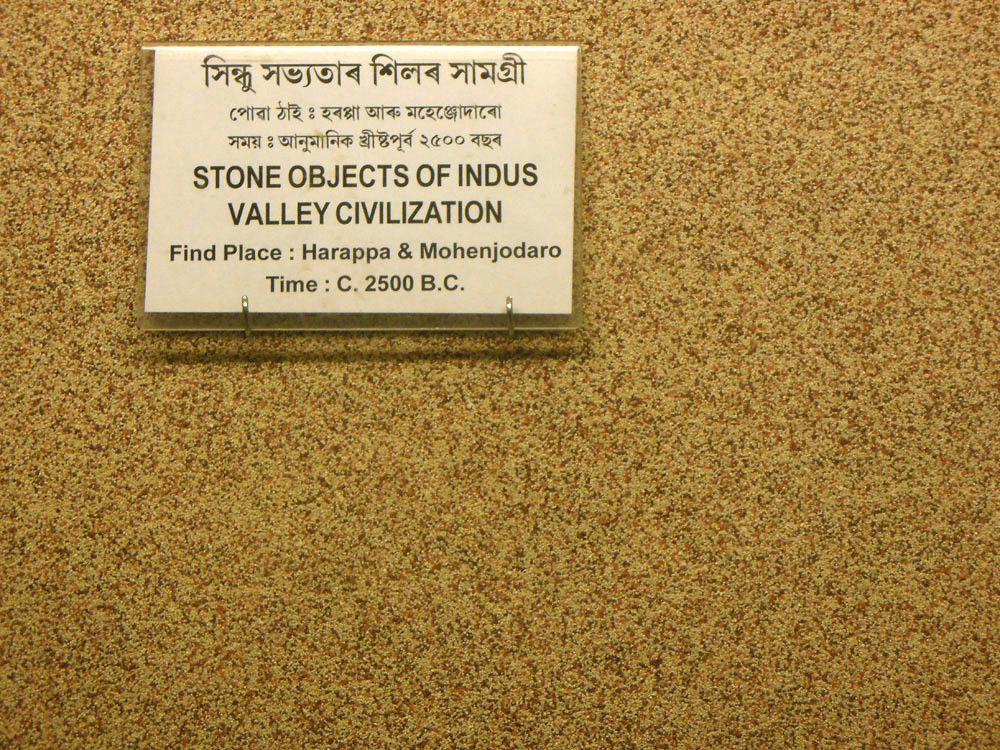 সিন্ধু সভ্যতাৰ শিলৰ সামগ্ৰী
পোৱা ঠাই : হৰপ্পা আৰু মহেঞ্জোদাৰো
সময় : আনুমানিক খ্ৰীষ্টপূৰ্ব ২৫০০ বছৰ
STONE OBJECTS OF INDUS
VALLEY CIVILIZATION
Find Place : Harappa & Mohenjodaro
Time : C. 2500 B.C.